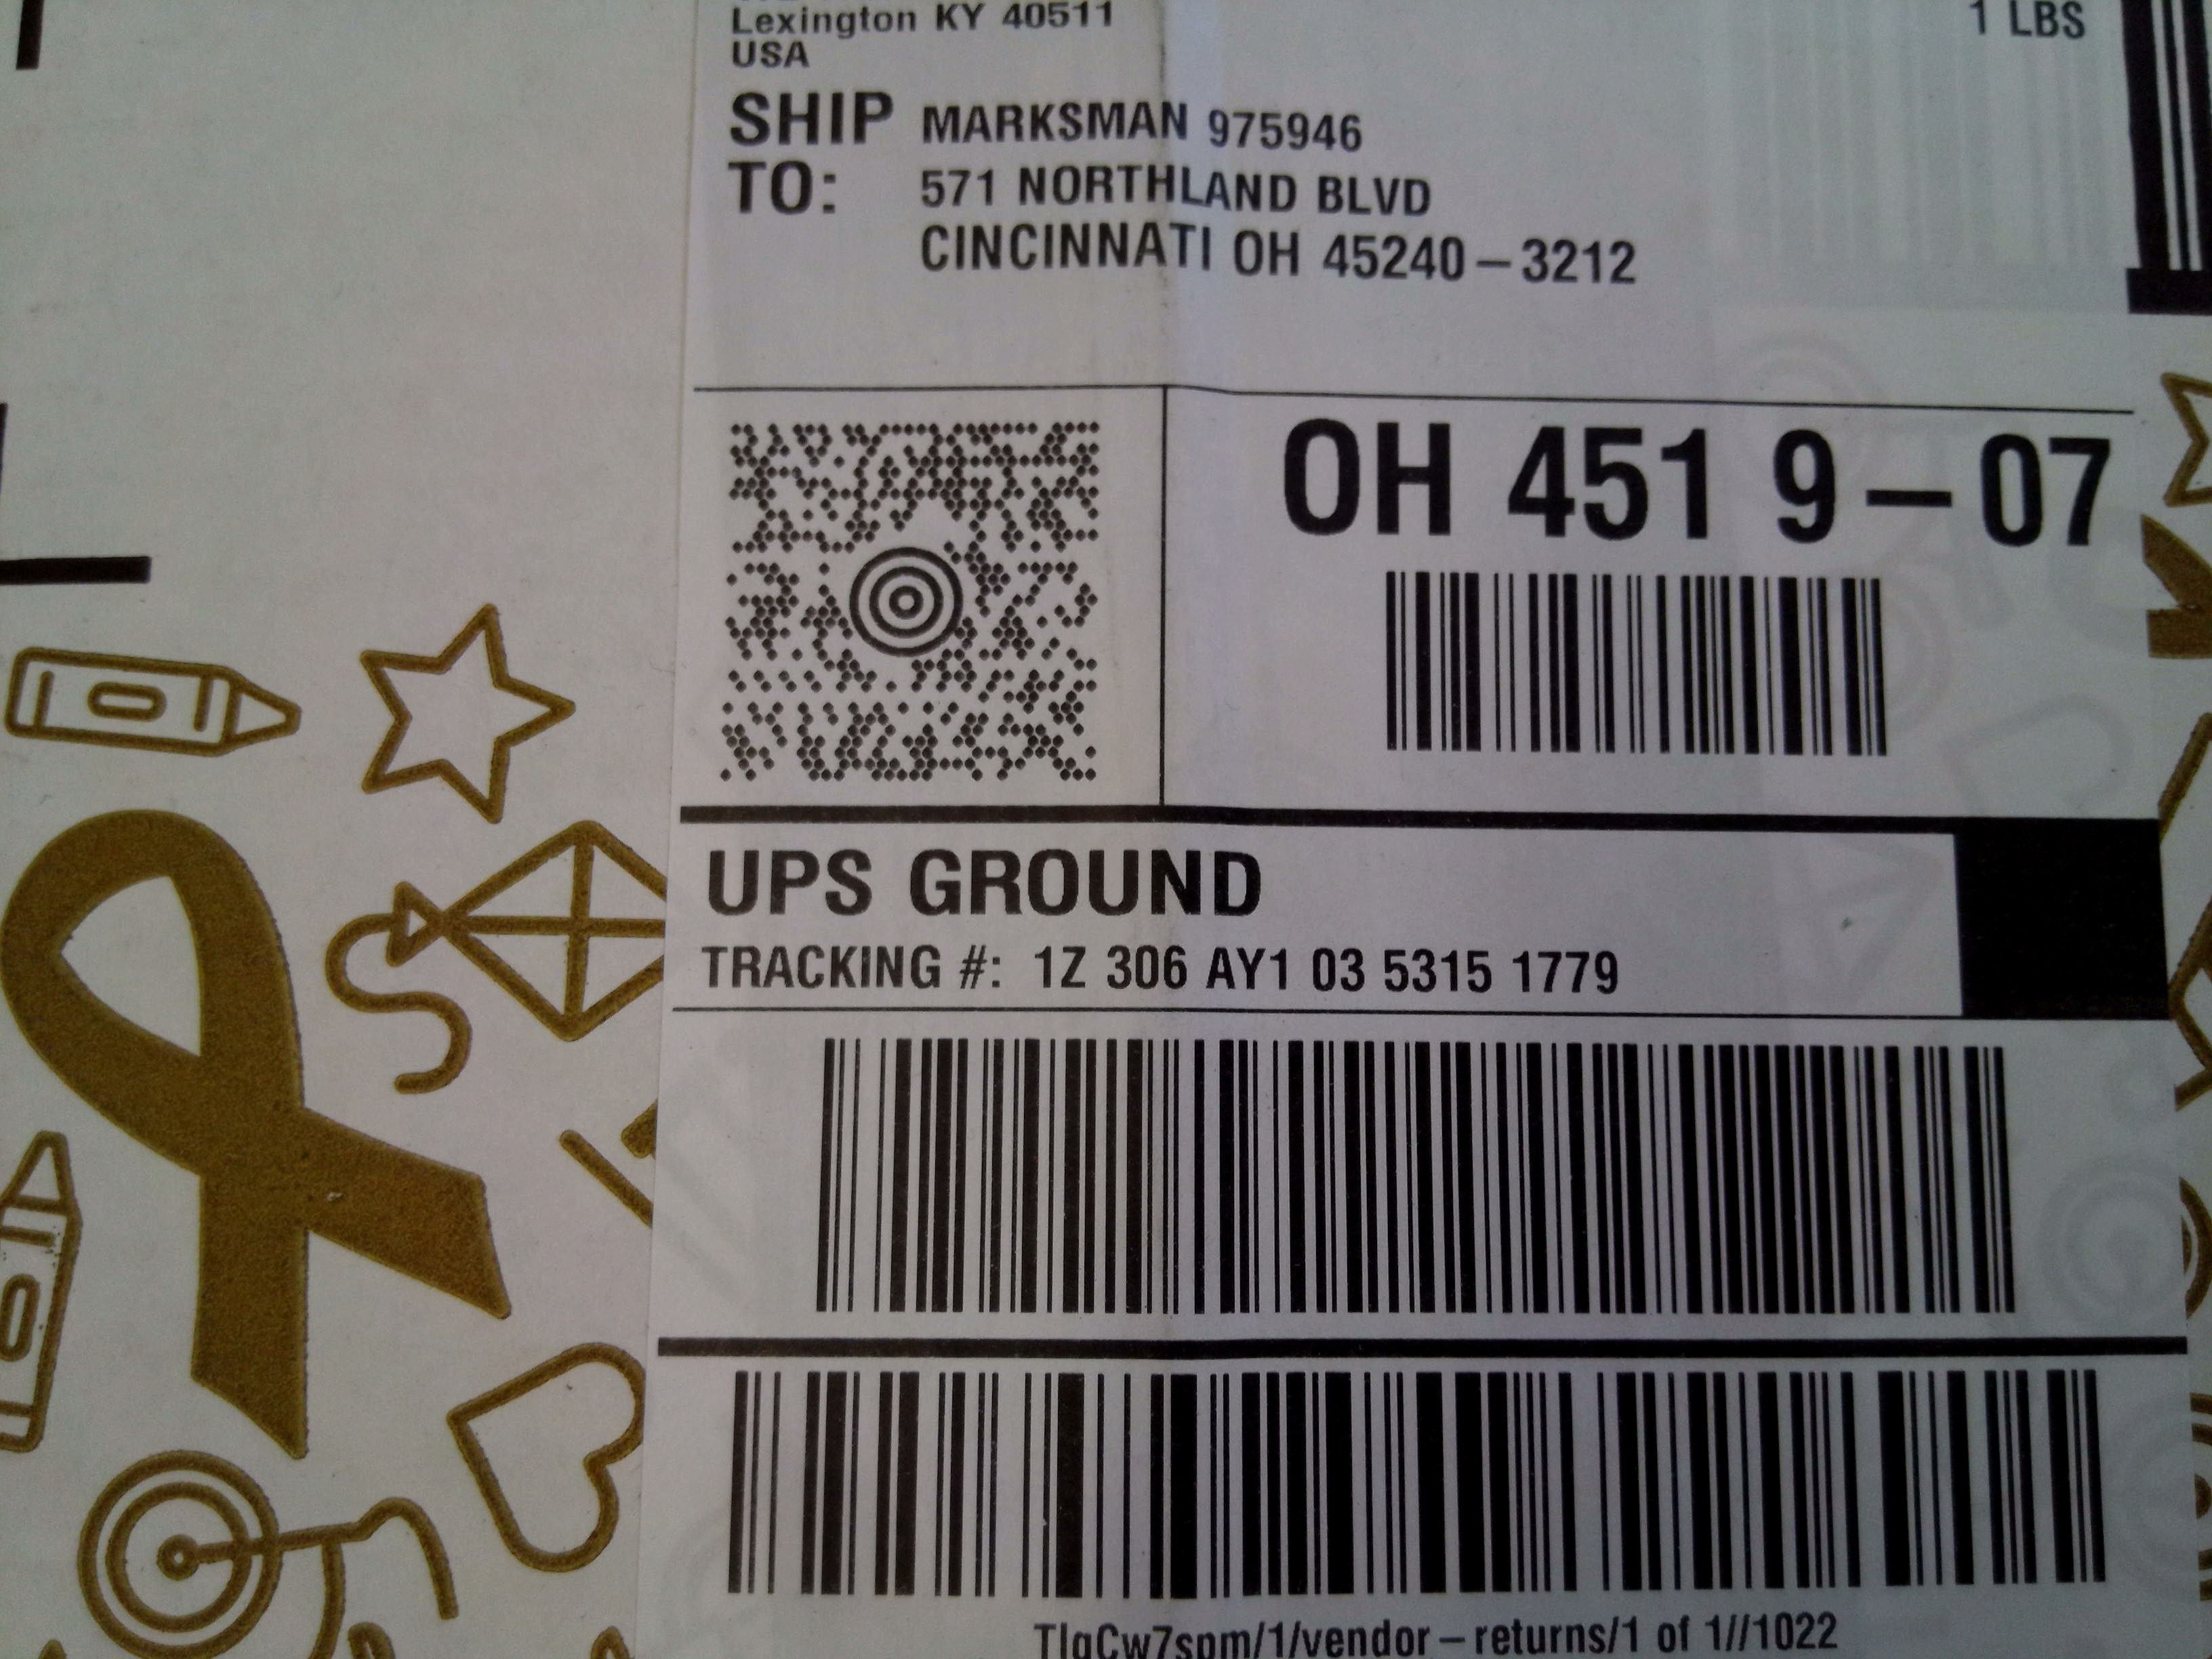 Lexington KY 40511
USA
1 LBS
SHIP TO:
MARKSMAN 975946
571 NORTHLAND BLVD
CINCINNATI OH 45240-3212
OH 451 9-07
UPS GROUND
TRACKING #: 1Z 306 AY1 03 5315 1779
TlgCw7spm/1/vendor-returns/1 of 1//1022